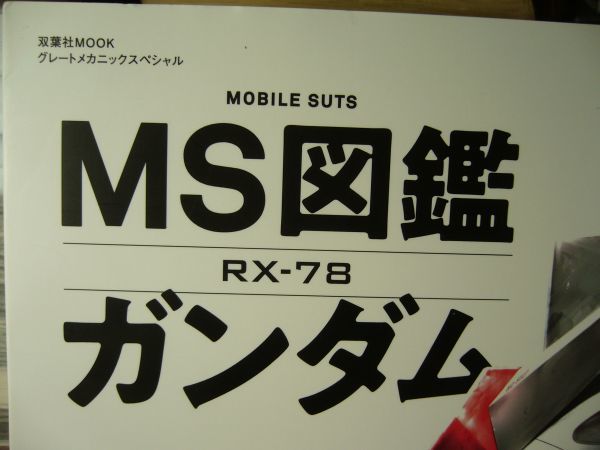 双葉社MOOK
グレートメカニックスペシャル
MOBILE SUTS
MS図鑑
RX-78
ガンダム